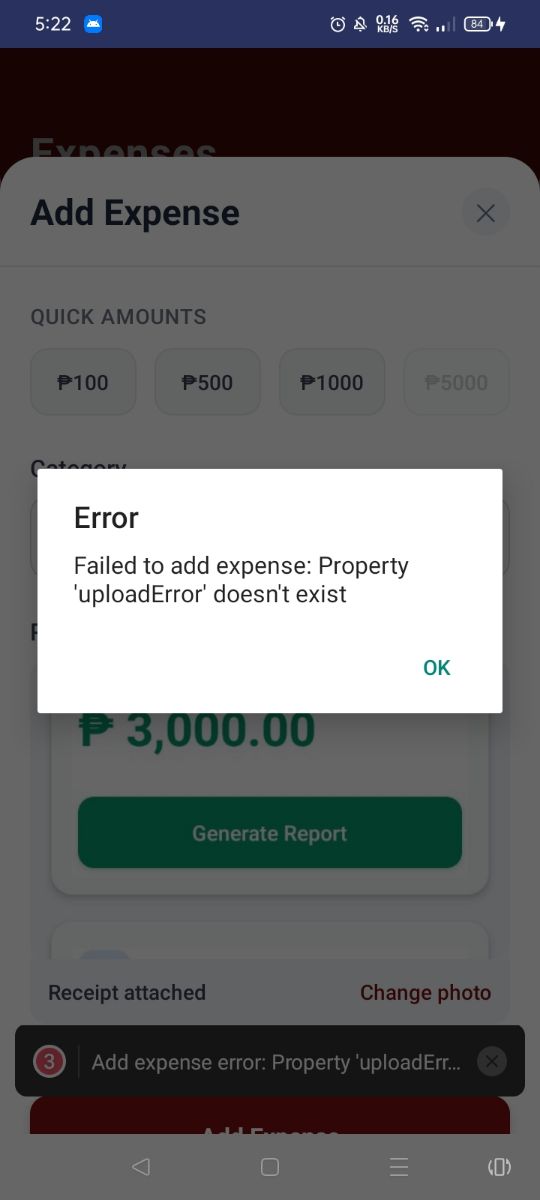 5:22
0.16
KB/S
84
Expenses
Add Expense
QUICK AMOUNTS
₱100
₱500
₱1000
₱5000
Category
Error
Failed to add expense: Property
'uploadError' doesn't exist
OK
₱ 3,000.00
Generate Report
Receipt attached
Change photo
3
Add expense error: Property 'uploadErr...
Add Expense